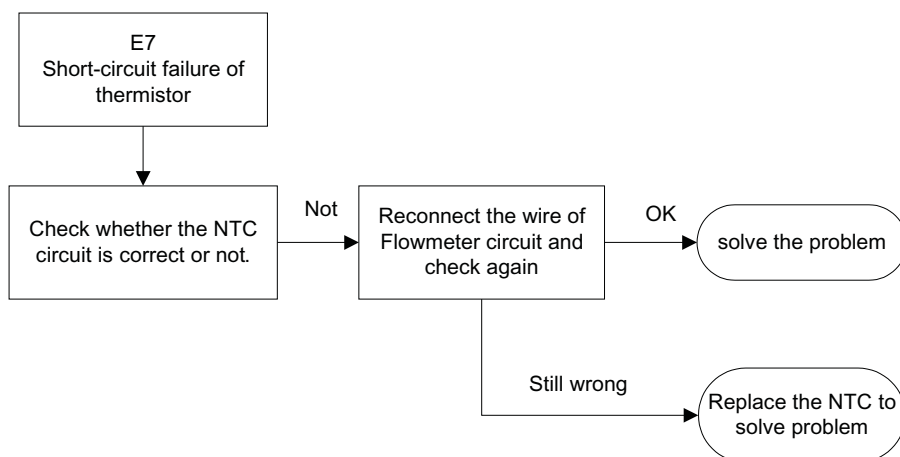 E7
Short-circuit failure of
thermistor
Check whether the NTC
circuit is correct or not.
Not
Reconnect the wire of
Flowmeter circuit and
check again
OK
solve the problem
Still wrong
Replace the NTC to
solve problem